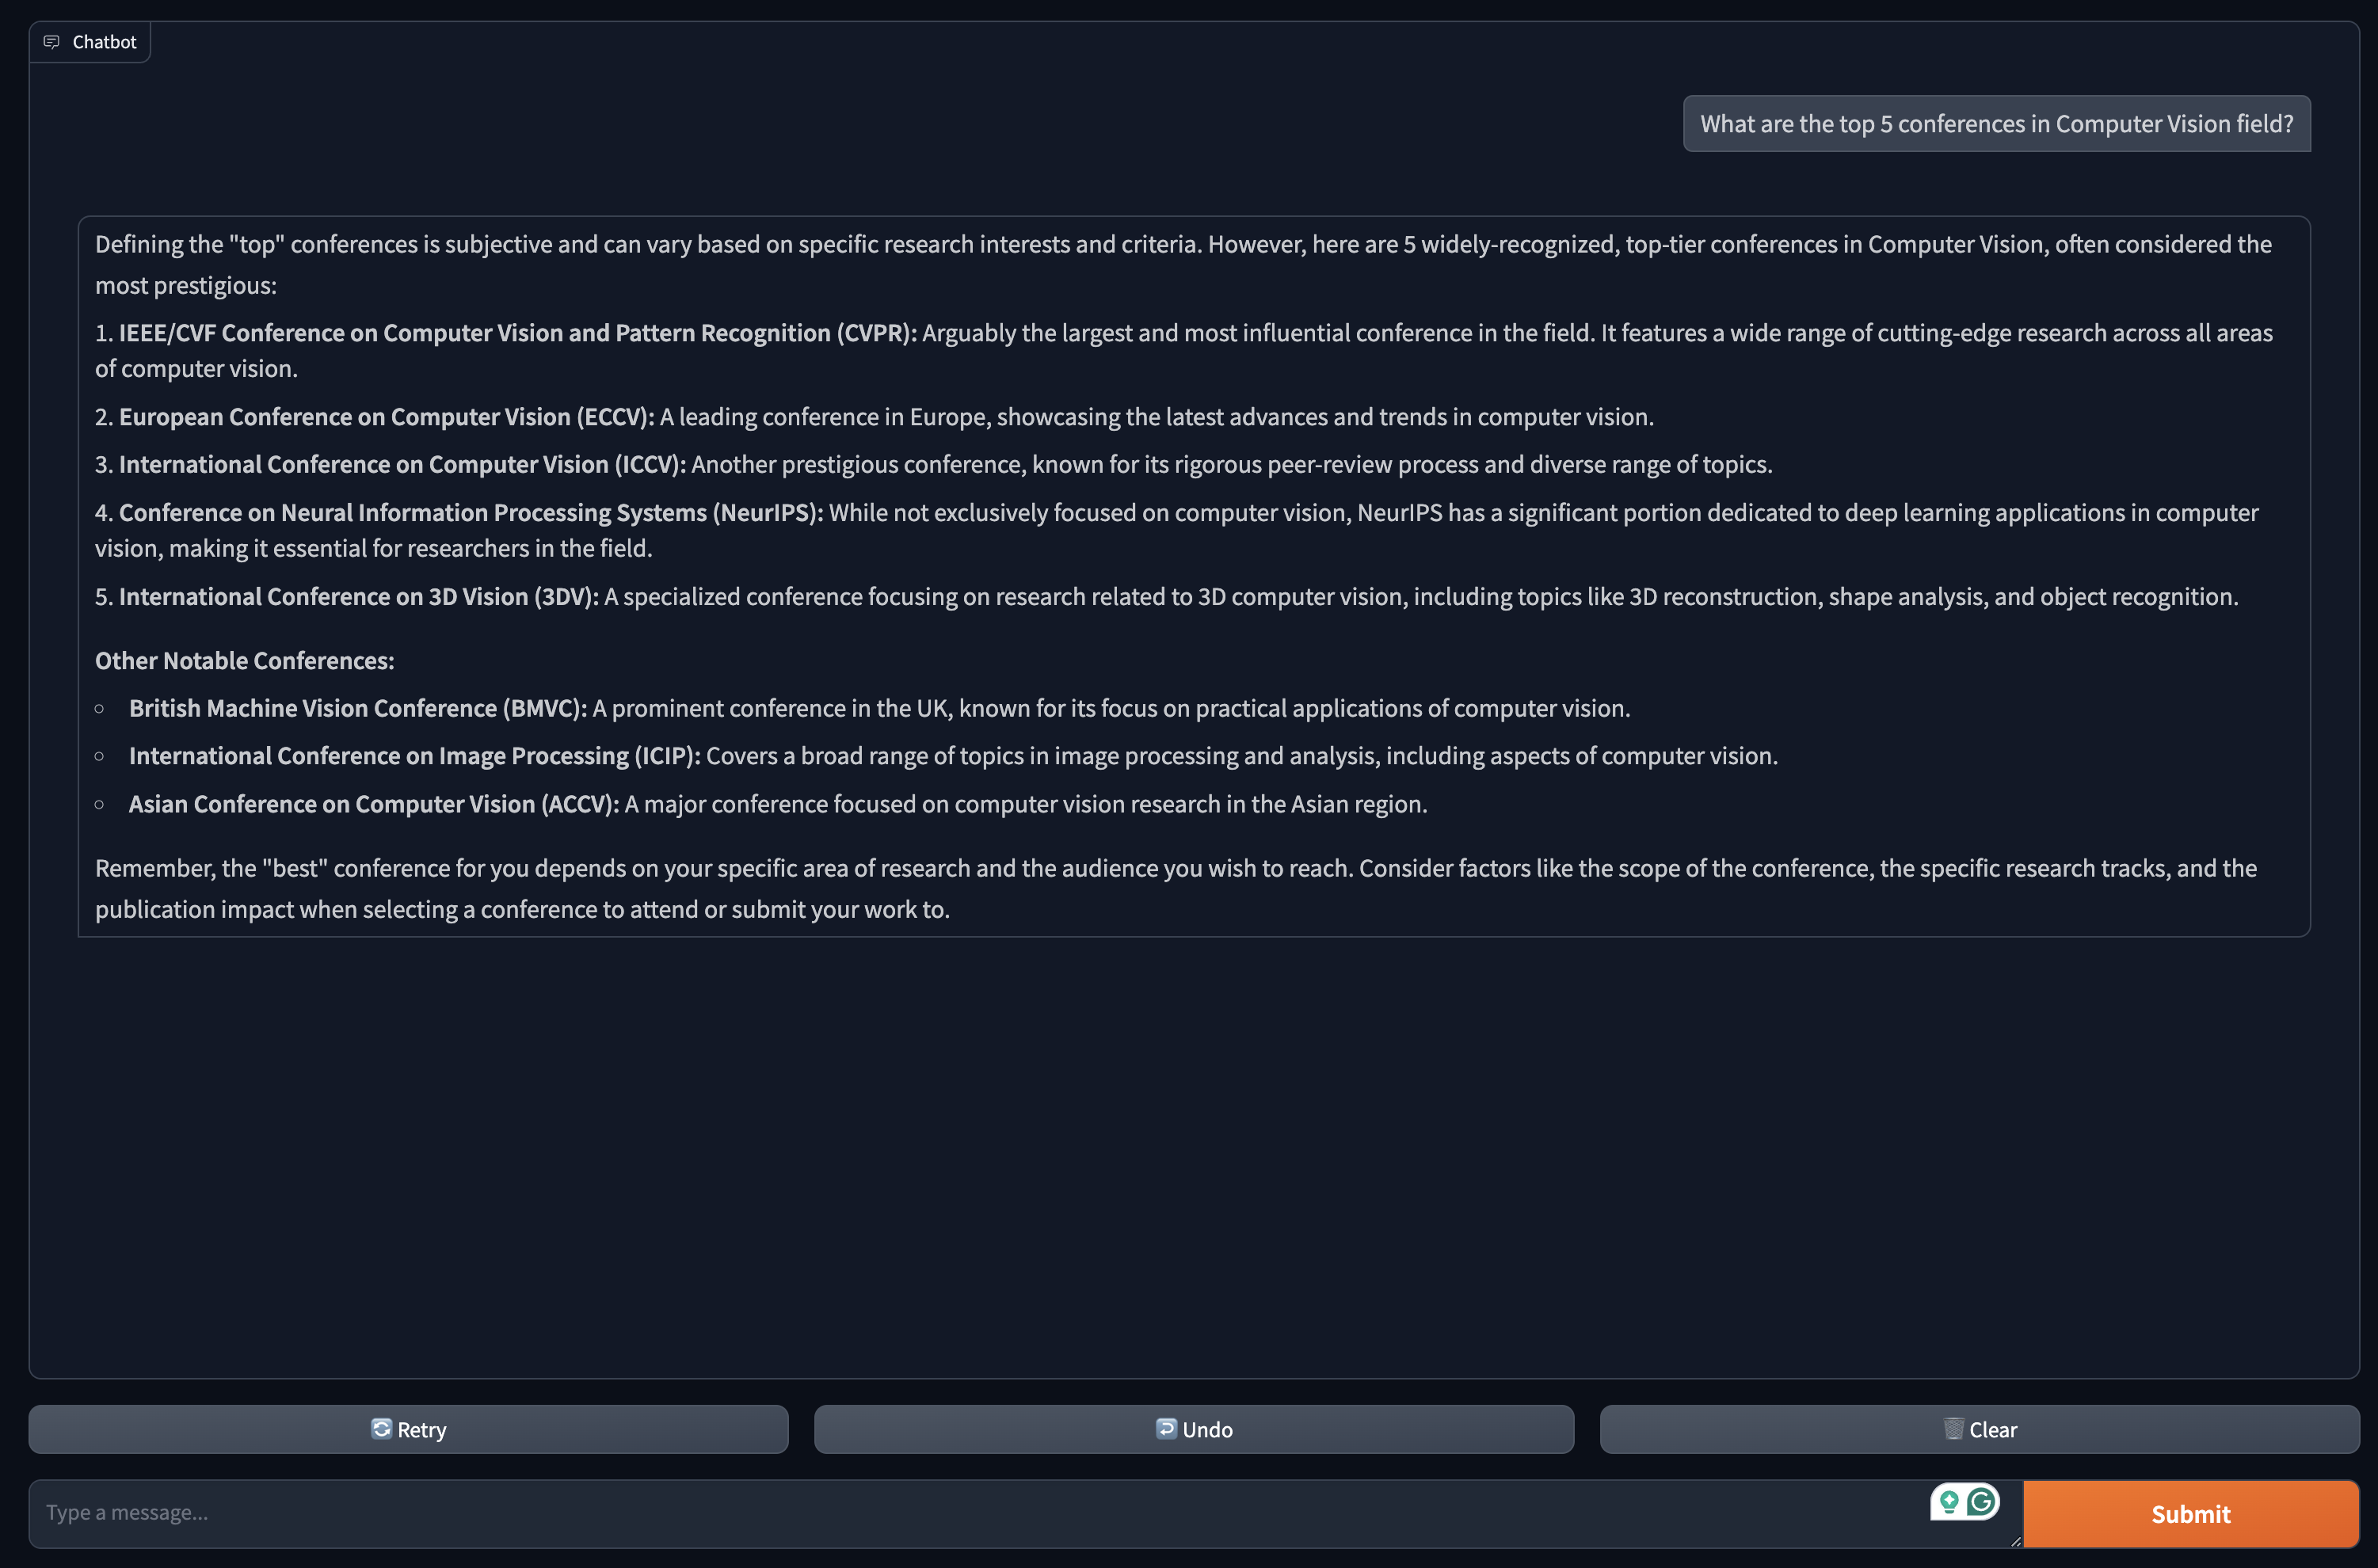 Chatbot
What are the top 5 conferences in Computer Vision field?
Defining the "top" conferences is subjective and can vary based on specific research interests and criteria. However, here are 5 widely-recognized, top-tier conferences in Computer Vision, often considered the
most prestigious:
1. IEEE/CVF Conference on Computer Vision and Pattern Recognition (CVPR): Arguably the largest and most influential conference in the field. It features a wide range of cutting-edge research across all areas
of computer vision.
2. European Conference on Computer Vision (ECCV): A leading conference in Europe, showcasing the latest advances and trends in computer vision.
3. International Conference on Computer Vision (ICCV): Another prestigious conference, known for its rigorous peer-review process and diverse range of topics.
4. Conference on Neural Information Processing Systems (NeurIPS): While not exclusively focused on computer vision, NeurIPS has a significant portion dedicated to deep learning applications in computer
vision, making it essential for researchers in the field.
5. International Conference on 3D Vision (3DV): A specialized conference focusing on research related to 3D computer vision, including topics like 3D reconstruction, shape analysis, and object recognition.
Other Notable Conferences:
British Machine Vision Conference (BMVC): A prominent conference in the UK, known for its focus on practical applications of computer vision.
International Conference on Image Processing (ICIP): Covers a broad range of topics in image processing and analysis, including aspects of computer vision.
Asian Conference on Computer Vision (ACCV): A major conference focused on computer vision research in the Asian region.
Remember, the "best" conference for you depends on your specific area of research and the audience you wish to reach. Consider factors like the scope of the conference, the specific research tracks, and the
publication impact when selecting a conference to attend or submit your work to.
Retry
Undo
Clear
Type a message...
Submit